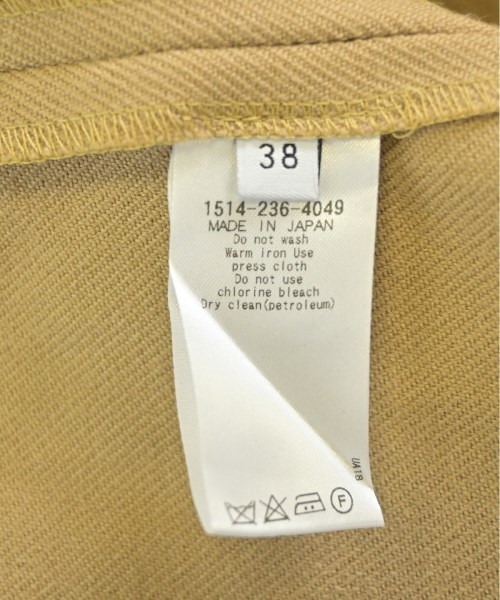 38
1514-236-4049
MADE IN JAPAN
Do not wash
Warm iron Use
press cloth
Do not use
chlorine bleach
Dry clean(petroleum)
UA18
F